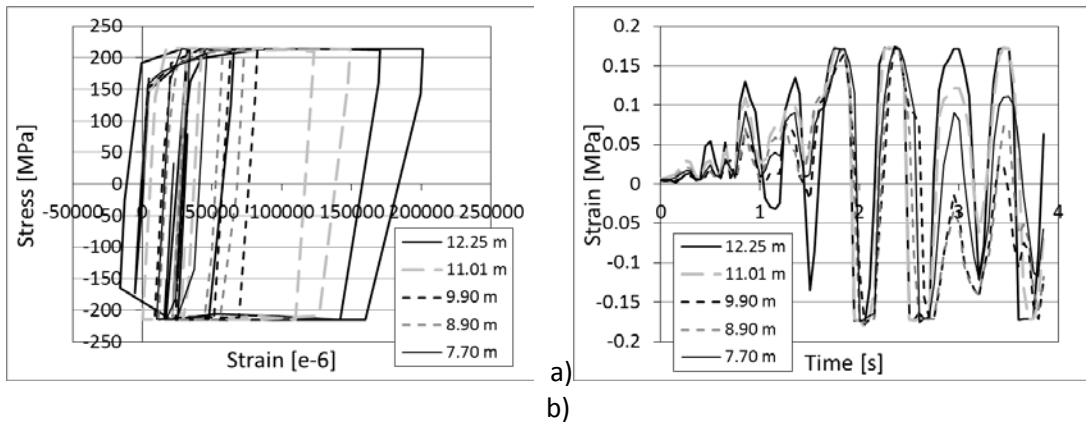 250
200
150
100
50
0
-50
-100
-150
-200
250
Stress [MPa]
-50000 0 50000 100000 150000 200000 250000
Strain [e-6]
12.25 m
11.01 m
9.90 m
8.90 m
7.70 m
a)
0.2
0.15
0.1
0.05
0
0.05
-0.1
-0.15
-0.2
Strain [MPa]
0 1 2 3 4
Time [s]
12.25 m
11.01 m
9.90 m
8.90 m
7.70 m
b)